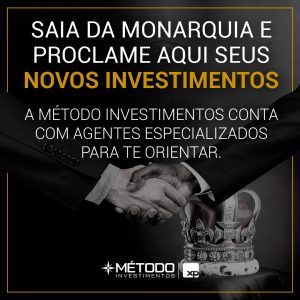 SAIA DA MONARQUIA E
PROCLAME AQUI SEUS
NOVOS INVESTIMENTOS
A MÉTODO INVESTIMENTOS CONTA
COM AGENTES ESPECIALIZADOS
PARA TE ORIENTAR.
MÉTODO
INVESTIMENTOS
xp